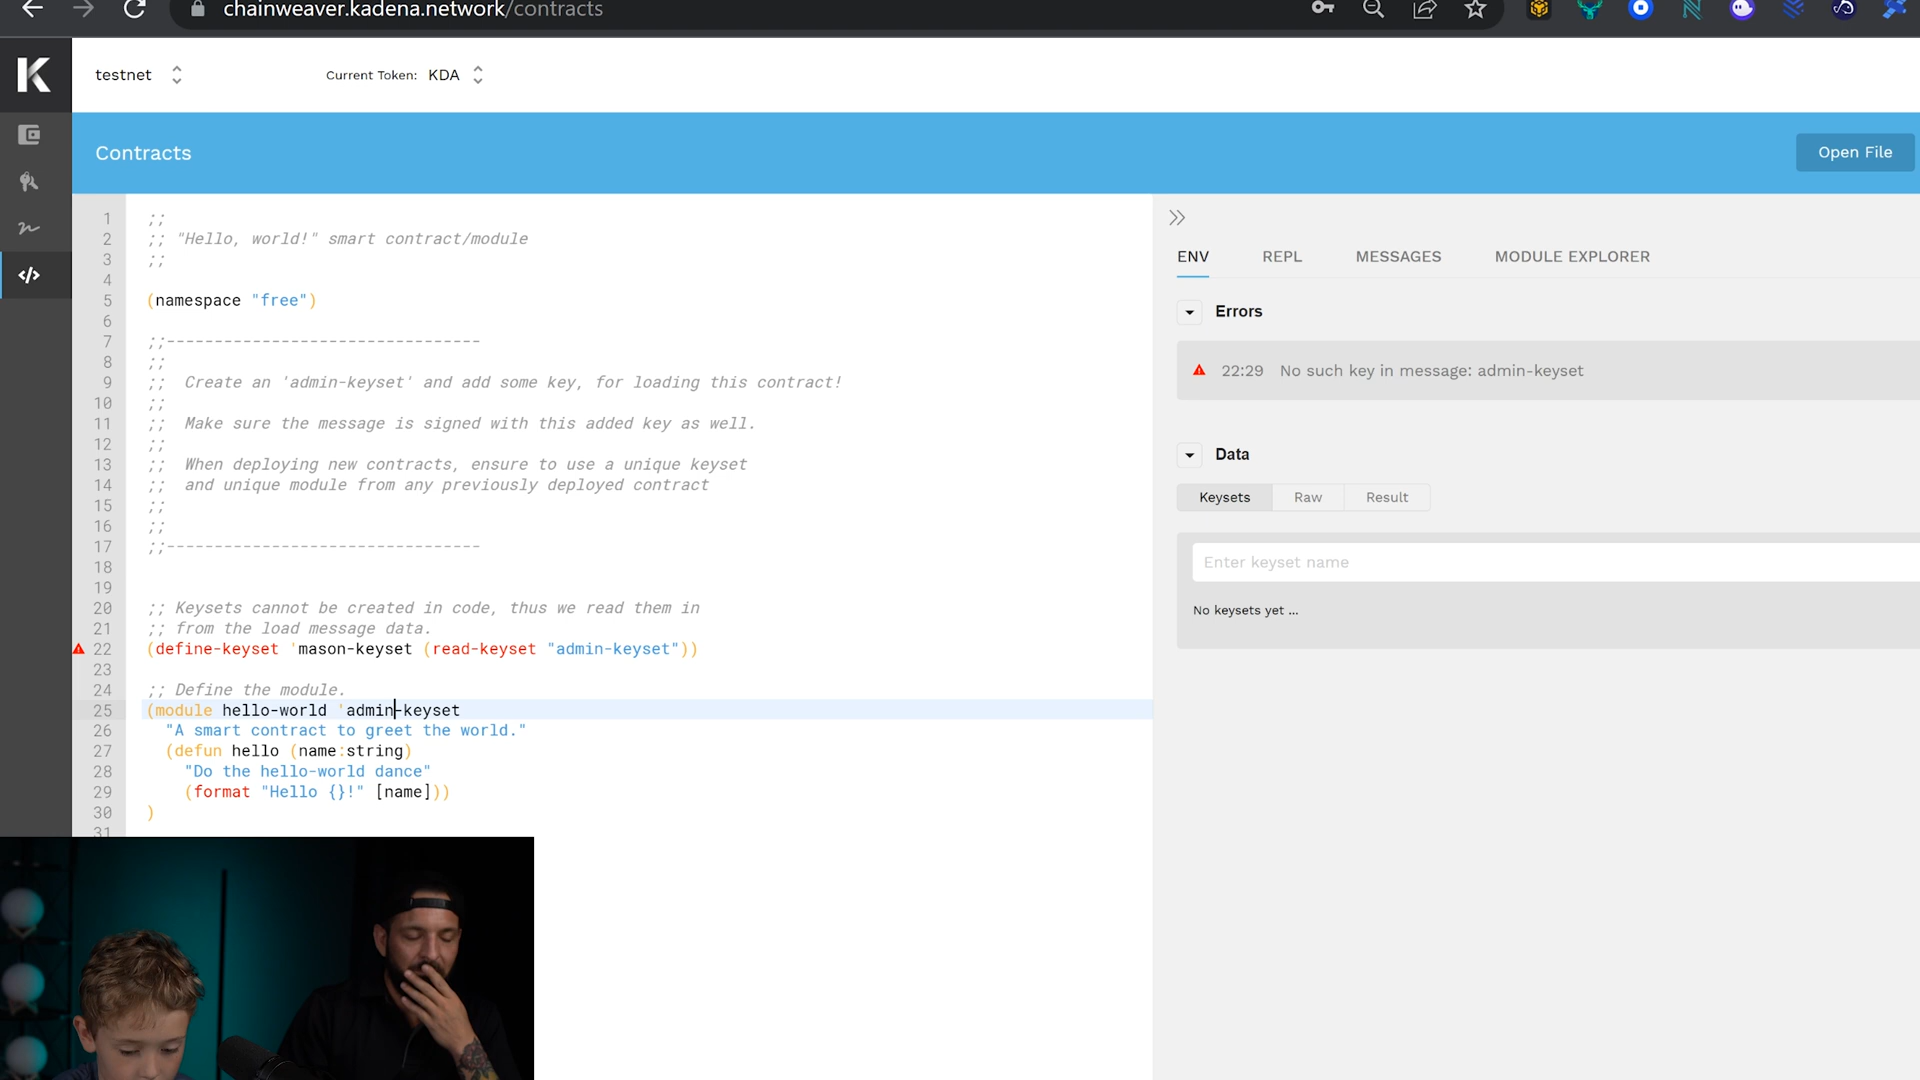 chainweaver.kadena.network/contracts
testnet
Current Token: KDA
Contracts
Open File
1 ;;
2 ;; "Hello, world!" smart contract/module
3 ;;
4
5 (namespace "free")
6
7 ;;---------------------------------
8 ;;
9 ;;  Create an 'admin-keyset' and add some key, for loading this contract!
10 ;;
11 ;;  Make sure the message is signed with this added key as well.
12 ;;
13 ;;  When deploying new contracts, ensure to use a unique keyset
14 ;;  and unique module from any previously deployed contract
15 ;;
16 ;;
17 ;;---------------------------------
18
19
20 ;; Keysets cannot be created in code, thus we read them in
21 ;; from the load message data.
22 (define-keyset 'mason-keyset (read-keyset "admin-keyset"))
23
24 ;; Define the module.
25 (module hello-world 'admin-keyset
26   "A smart contract to greet the world."
27   (defun hello (name:string)
28     "Do the hello-world dance"
29     (format "Hello {}!" [name]))
30 )
31
ENV REPL MESSAGES MODULE EXPLORER
Errors
22:29 No such key in message: admin-keyset
Data
Keysets Raw Result
Enter keyset name
No keysets yet ...